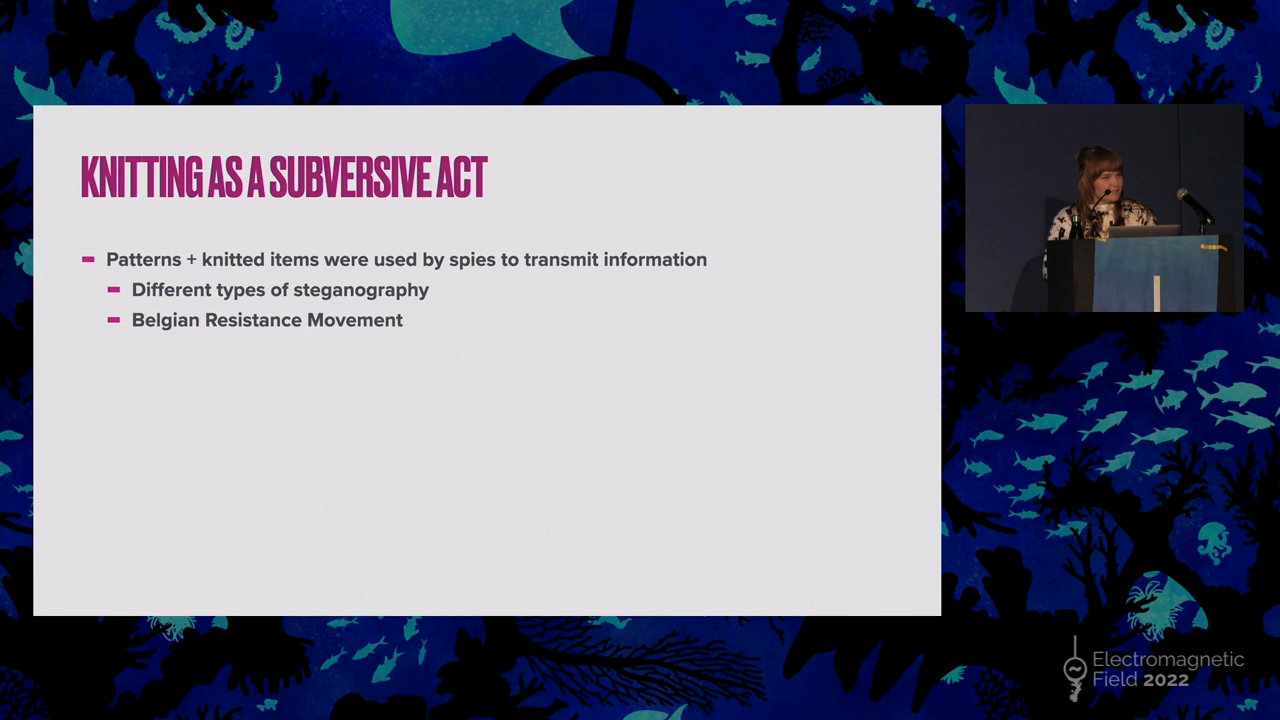 KNITTING AS A SUBVERSIVE ACT
Patterns + knitted items were used by spies to transmit information
Different types of steganography
Belgian Resistance Movement
Electromagnetic
Field 2022